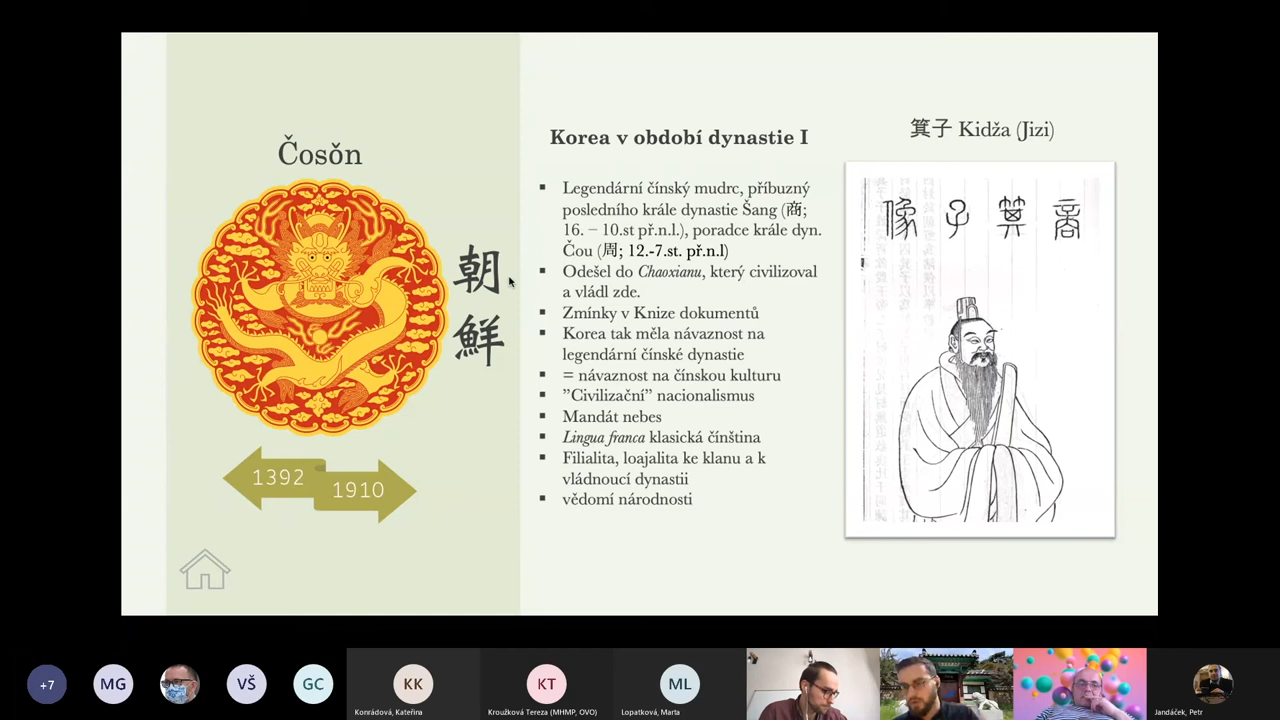 Čosŏn
朝
鮮
1392
1910
Korea v období dynastie I
▪ Legendární čínský mudrc, příbuzný
posledního krále dynastie Šang (商;
16. – 10.st př.n.l.), poradce krále dyn.
Čou (周; 12.-7.st. př.n.l)
▪ Odešel do Chaoxianu, který civilizoval
a vládl zde.
▪ Zmínky v Knize dokumentů
▪ Korea tak měla návaznost na
legendární čínské dynastie
▪ = návaznost na čínskou kulturu
▪ ”Civilizační” nacionalismus
▪ Mandát nebes
▪ Lingua franca klasická čínština
▪ Filialita, loajalita ke klanu a k
vládnoucí dynastii
▪ vědomí národnosti
箕子 Kidža (Jizi)
像子箕商
+7
MG
VŠ
GC
KK
Konrádová, Kateřina
KT
Kroužková Tereza (MHMP, OVO)
ML
Lopatková, Marta
Jandáček, Petr